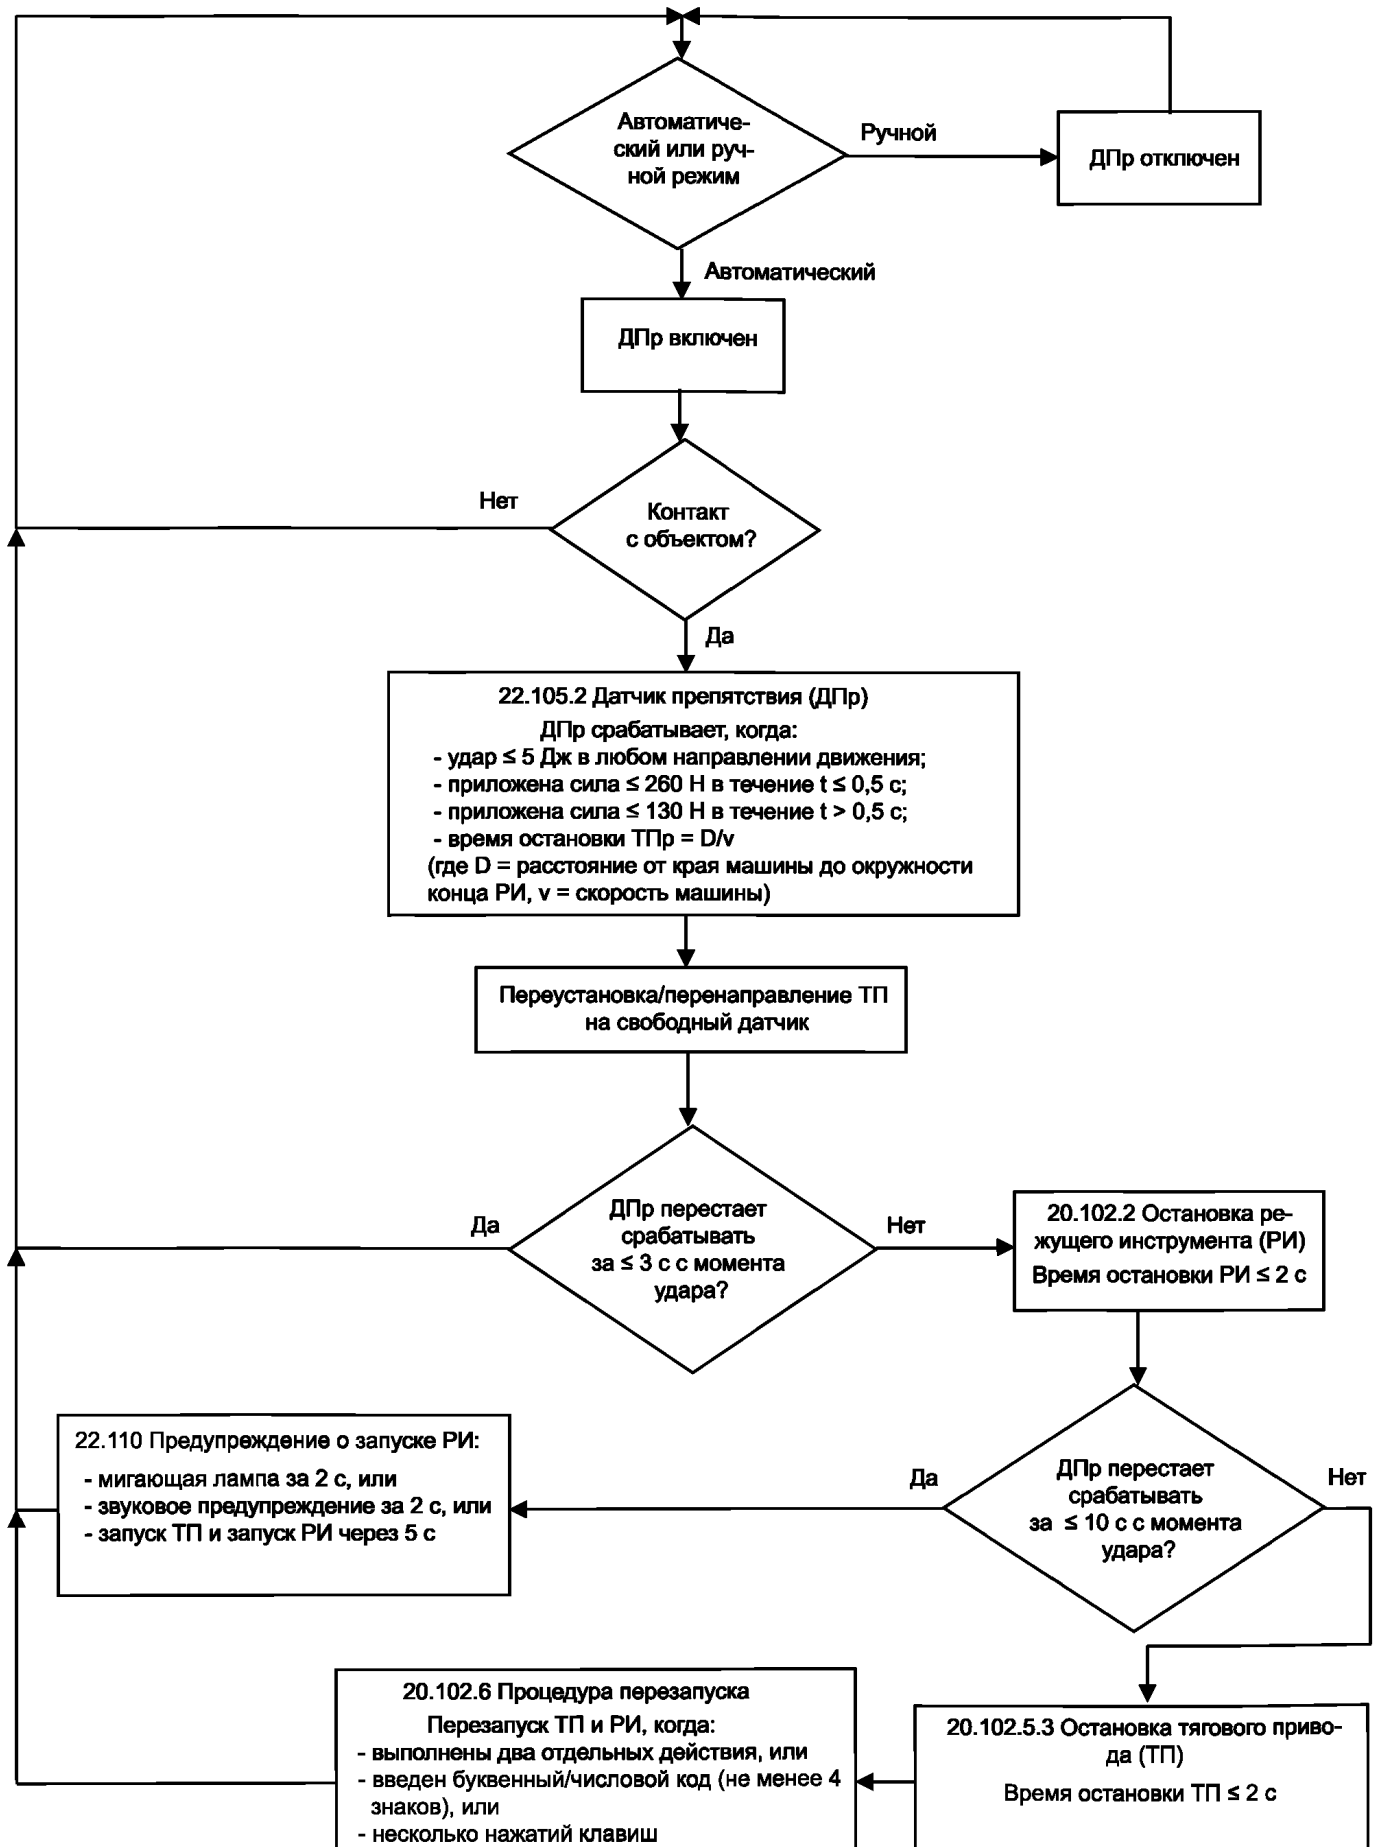 Автоматиче-
ский или руч-
ной режим
Ручной
ДПр отключен
Автоматический
ДПр включен
Нет
Контакт
с объектом?
Да
22.105.2 Датчик препятствия (ДПр)
ДПр срабатывает, когда:
- удар ≤ 5 Дж в любом направлении движения;
- приложена сила ≤ 260 Н в течение t ≤ 0,5 с;
- приложена сила ≤ 130 Н в течение t > 0,5 с;
- время остановки ТПр = D/v
(где D = расстояние от края машины до окружности
конца РИ, v = скорость машины)
Переустановка/перенаправление ТП
на свободный датчик
Да
ДПр перестает
срабатывать
за ≤ 3 с с момента
удара?
Нет
20.102.2 Остановка ре-
жущего инструмента (РИ)
Время остановки РИ ≤ 2 с
22.110 Предупреждение о запуске РИ:
- мигающая лампа за 2 с, или
- звуковое предупреждение за 2 с, или
- запуск ТП и запуск РИ через 5 с
Да
ДПр перестает
срабатывать
за ≤ 10 с с момента
удара?
Нет
20.102.6 Процедура перезапуска
Перезапуск ТП и РИ, когда:
- выполнены два отдельных действия, или
- введен буквенный/числовой код (не менее 4
знаков), или
- несколько нажатий клавиш
20.102.5.3 Остановка тягового приво-
да (ТП)
Время остановки ТП ≤ 2 с